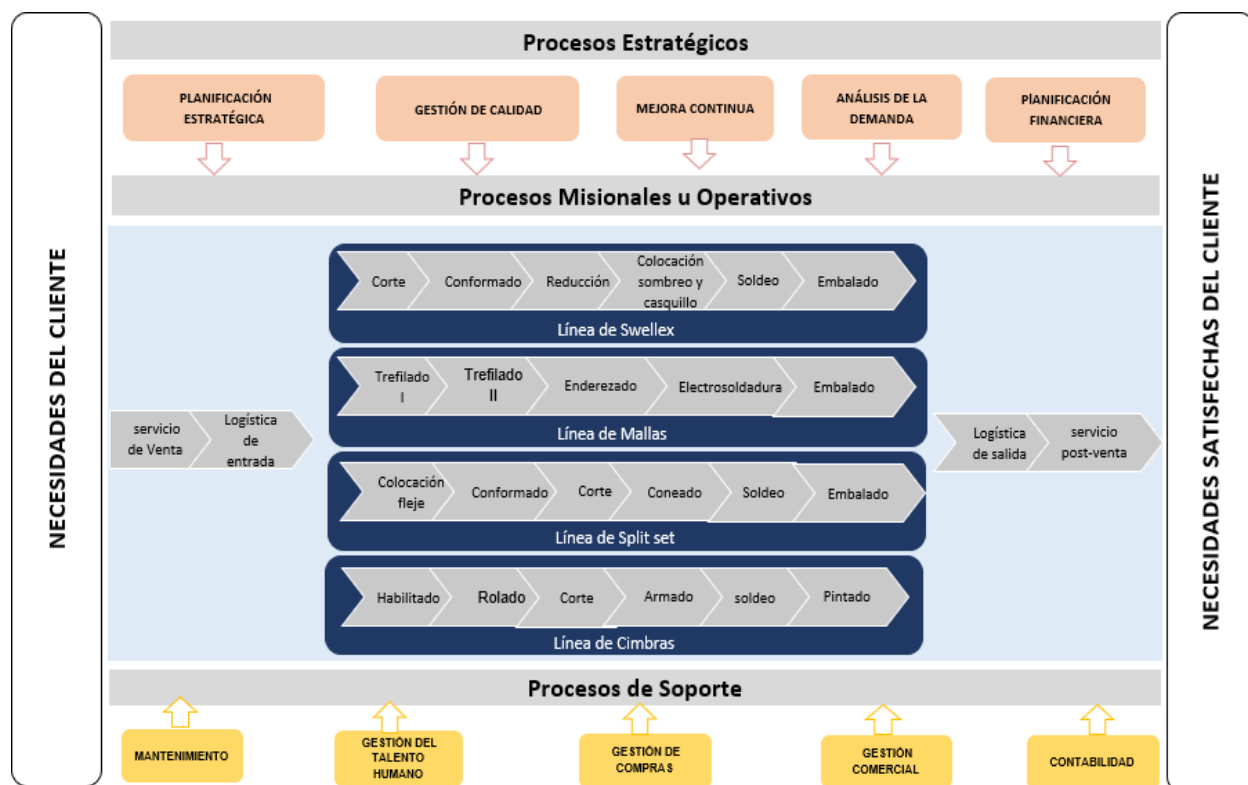 NECESIDADES DEL CLIENTE
Procesos Estratégicos
PLANIFICACIÓN
ESTRATÉGICA
GESTIÓN DE CALIDAD
MEJORA CONTINUA
ANÁLISIS DE LA
DEMANDA
PlANIFICACIÓN
FINANCIERA
Procesos Misionales u Operativos
servicio
de Venta
Logística
de
entrada
Corte
Conformado
Reducción
Colocación
sombreo y
casquillo
Soldeo
Embalado
Línea de Swellex
Trefilado
I
Trefilado
II
Enderezado
Electrosoldadura
Embalado
Línea de Mallas
Colocación
fleje
Conformado
Corte
Coneado
Soldeo
Embalado
Línea de Split set
Habilitado
Rolado
Corte
Armado
soldeo
Pintado
Línea de Cimbras
Logística
de salida
servicio
post-venta
Procesos de Soporte
MANTENIMIENTO
GESTIÓN DEL
TALENTO
HUMANO
GESTIÓN DE
COMPRAS
GESTIÓN
COMERCIAL
CONTABILIDAD
NECESIDADES SATISFECHAS DEL CLIENTE